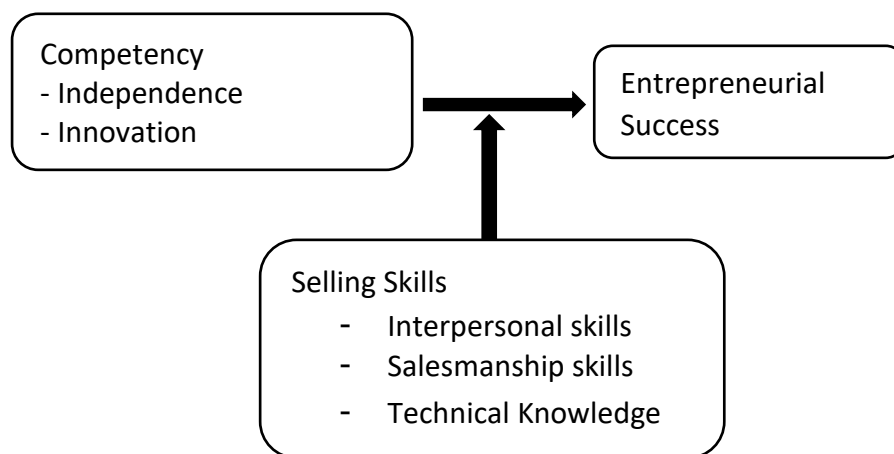 Competency
- Independence
- Innovation
Entrepreneurial
Success
Selling Skills
- Interpersonal skills
- Salesmanship skills
- Technical Knowledge